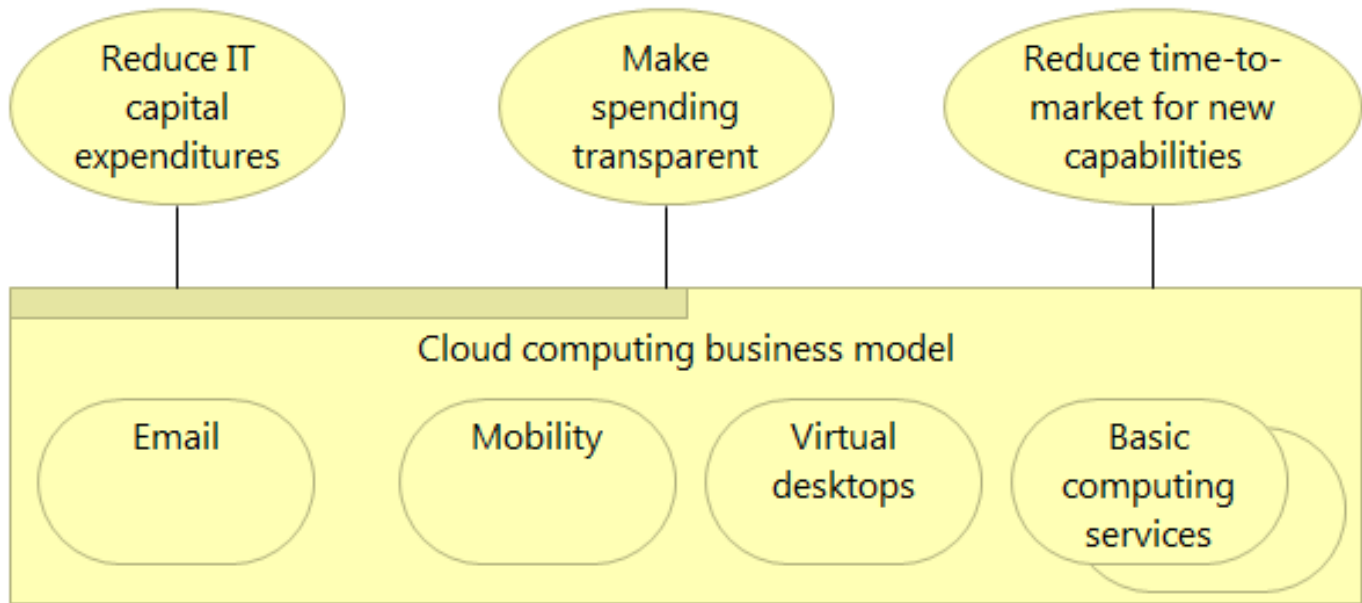 Reduce IT
capital
expenditures
Make
spending
transparent
Reduce time-to-
market for new
capabilities
Cloud computing business model
Email
Mobility
Virtual
desktops
Basic
computing
services